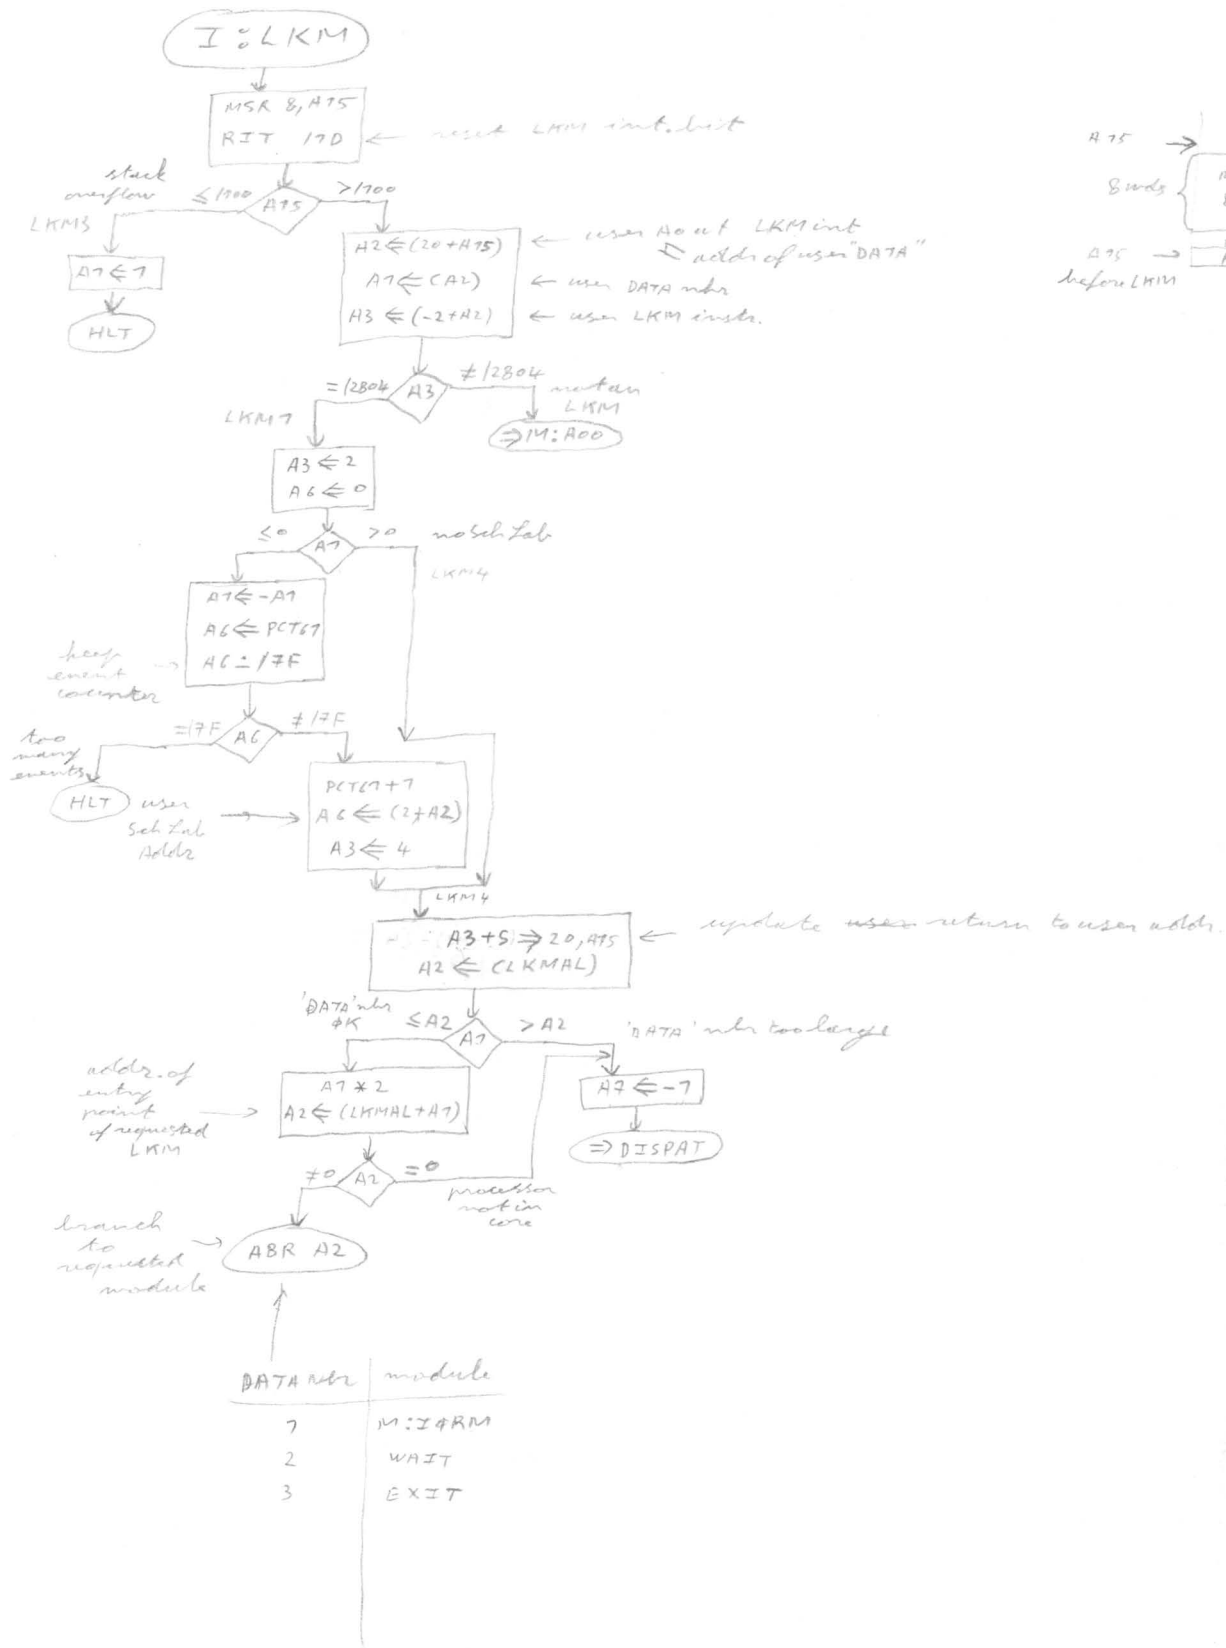 I:LKM
MSR 8,A15
RIT /1D
← reset LKM int.bit
stack
overflow
≤/100
A15
>/100
LKM3
A1⇐1
HLT
A2⇐(20+A15)
A1⇐(A2)
A3⇐(-2+A2)
← user A0 at LKM int
⇐ addr of user "DATA"
← user DATA nbr
← user LKM instr.
A15 →
8 wds {
A15 →
before LKM
=/2804
A3
≠/2804
not an
LKM
⇒M:A00
LKM1
A3⇐2
A6⇐0
≤0
A1
>0
no Sch Lab
LKM4
A1⇐-A1
A6⇐PCT61
A6÷/7F
keep
event
counter
=/7F
A6
≠/7F
too
many
events
HLT
PCT61+1
A6⇐(2+A2)
A3⇐4
user
Sch Lab
Addr
LKM4
A3+5⇒20,A15
A2⇐(LKMAL)
← update user return to user addr.
'DATA' nbr
OK
≤A2
A1
>A2
'DATA' nbr too large
addr. of
entry
point
of requested
LKM
A1*2
A2⇐(LKMAL+A1)
A7⇐-1
⇒DISPAT
≠0
A2
=0
processor
not in
core
branch
to
requested
module
ABR A2
DATA nbr module
1 M:IORM
2 WAIT
3 EXIT